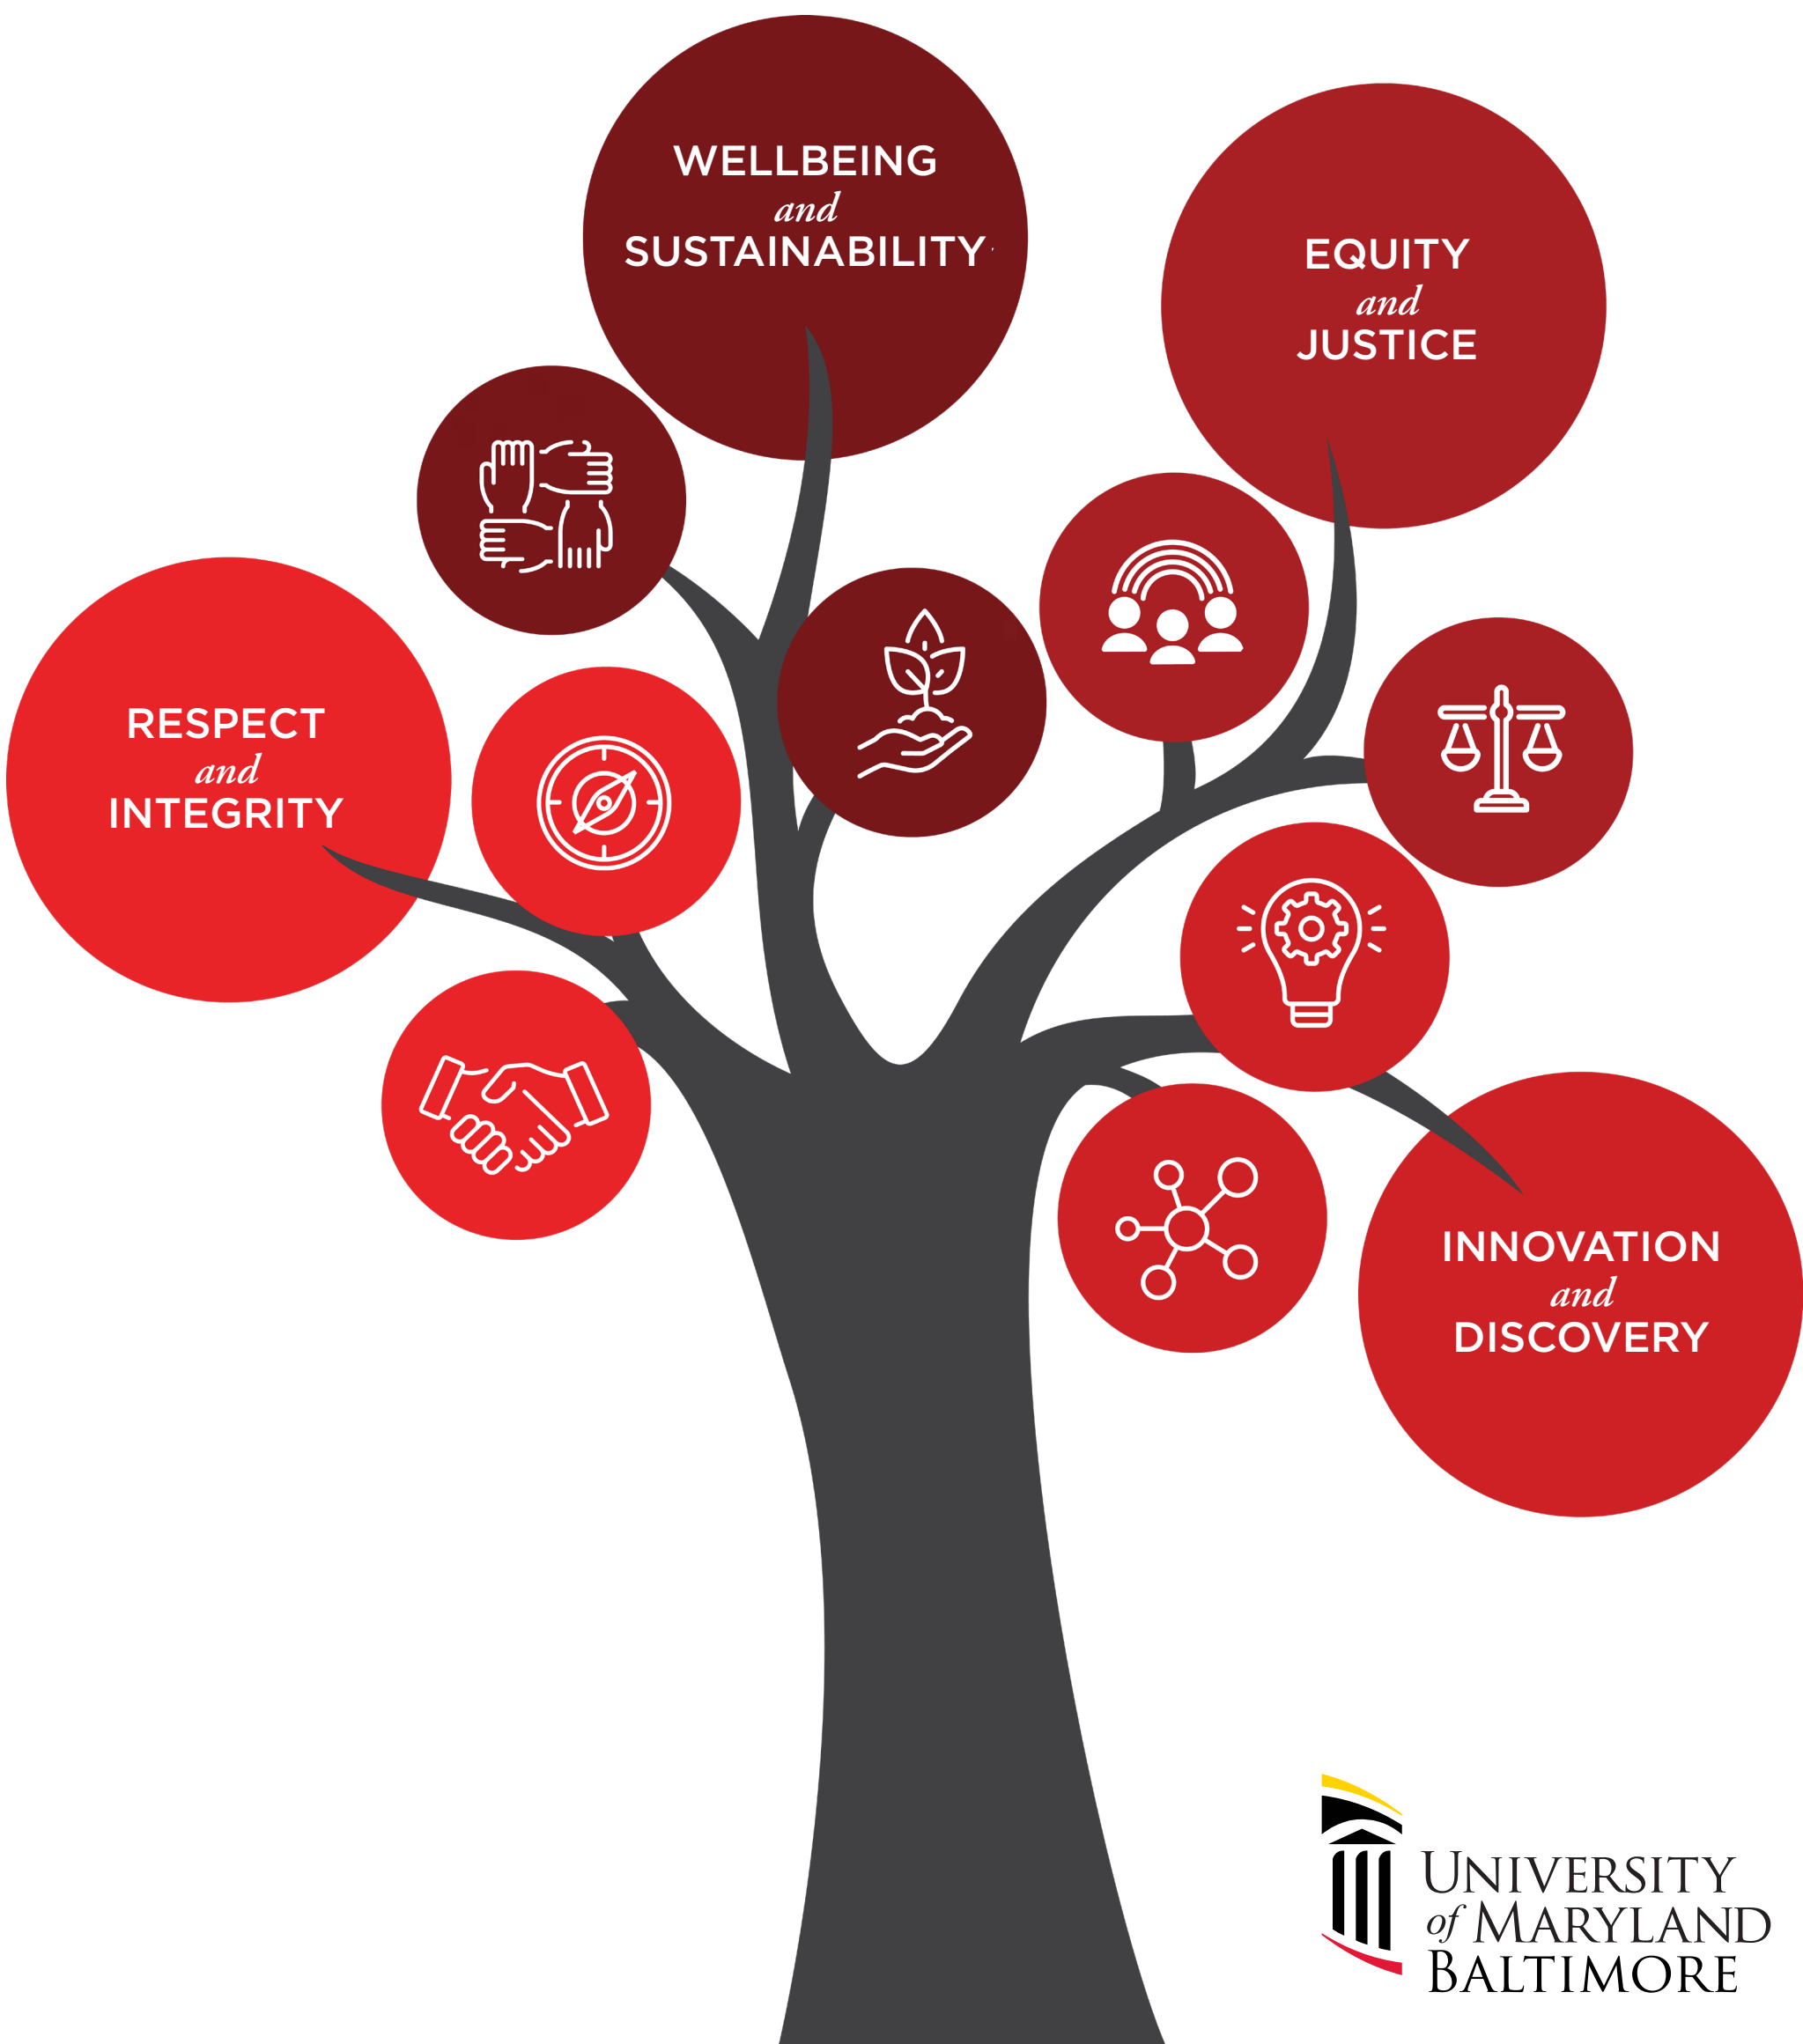 WELLBEING
and
SUSTAINABILITY
EQUITY
and
JUSTICE
RESPECT
and
INTEGRITY
INNOVATION
and
DISCOVERY
UNIVERSITY
of MARYLAND
BALTIMORE